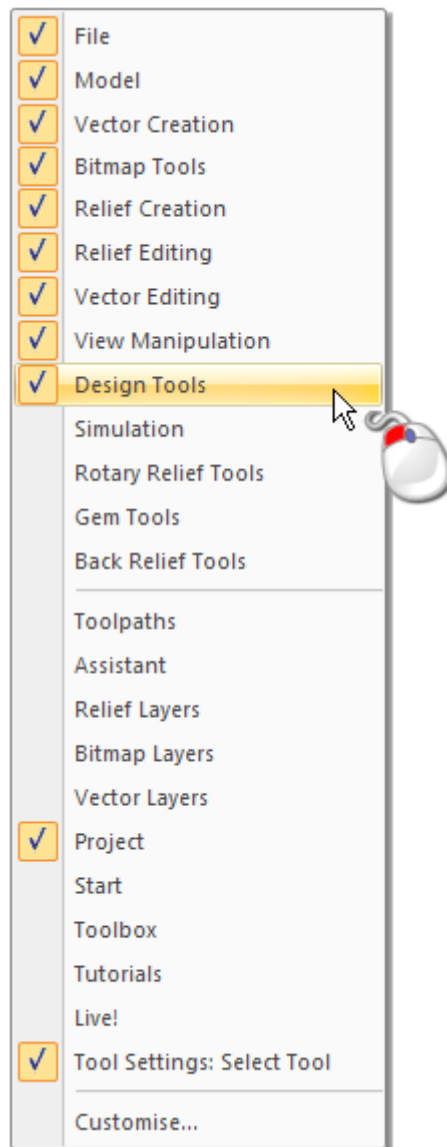 File
Model
Vector Creation
Bitmap Tools
Relief Creation
Relief Editing
Vector Editing
View Manipulation
Design Tools
Simulation
Rotary Relief Tools
Gem Tools
Back Relief Tools
Toolpaths
Assistant
Relief Layers
Bitmap Layers
Vector Layers
Project
Start
Toolbox
Tutorials
Live!
Tool Settings: Select Tool
Customise...